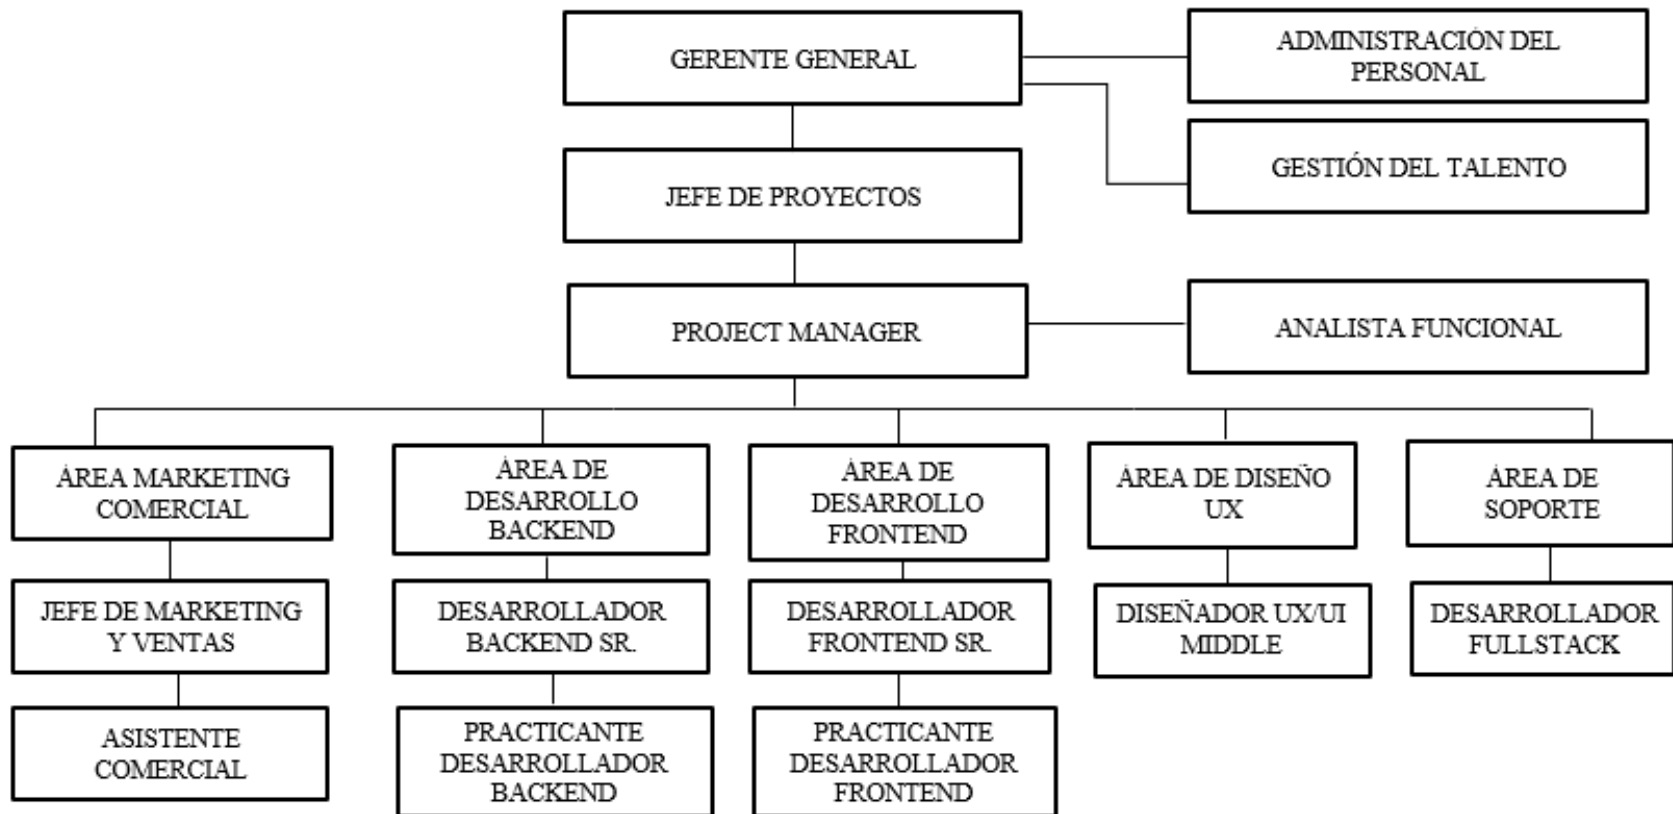 GERENTE GENERAL
ADMINISTRACIÓN DEL
PERSONAL
GESTIÓN DEL TALENTO
JEFE DE PROYECTOS
PROJECT MANAGER
ANALISTA FUNCIONAL
ÁREA MARKETING
COMERCIAL
ÁREA DE
DESARROLLO
BACKEND
ÁREA DE
DESARROLLO
FRONTEND
ÁREA DE DISEÑO
UX
ÁREA DE
SOPORTE
JEFE DE MARKETING
Y VENTAS
DESARROLLADOR
BACKEND SR.
DESARROLLADOR
FRONTEND SR.
DISEÑADOR UX/UI
MIDDLE
DESARROLLADOR
FULLSTACK
ASISTENTE
COMERCIAL
PRACTICANTE
DESARROLLADOR
BACKEND
PRACTICANTE
DESARROLLADOR
FRONTEND